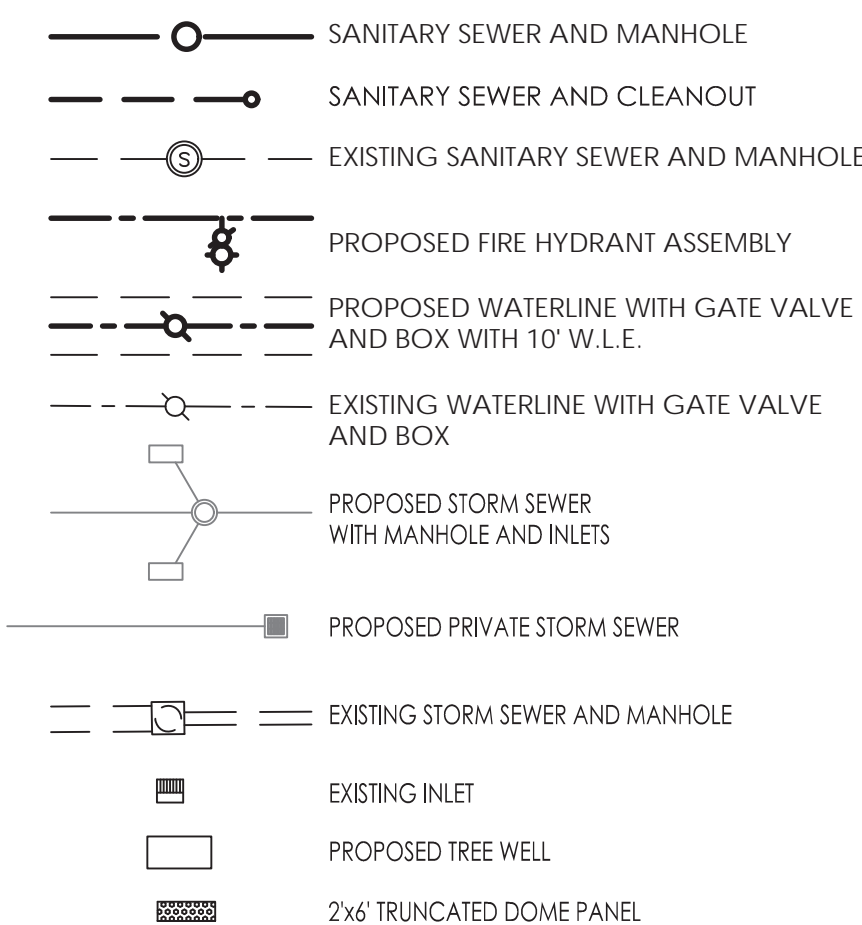 SANITARY SEWER AND MANHOLE
SANITARY SEWER AND CLEANOUT
S
EXISTING SANITARY SEWER AND MANHOLE
PROPOSED FIRE HYDRANT ASSEMBLY
PROPOSED WATERLINE WITH GATE VALVE
AND BOX WITH 10' W.L.E.
EXISTING WATERLINE WITH GATE VALVE
AND BOX
PROPOSED STORM SEWER
WITH MANHOLE AND INLETS
PROPOSED PRIVATE STORM SEWER
EXISTING STORM SEWER AND MANHOLE
EXISTING INLET
PROPOSED TREE WELL
2'x6' TRUNCATED DOME PANEL